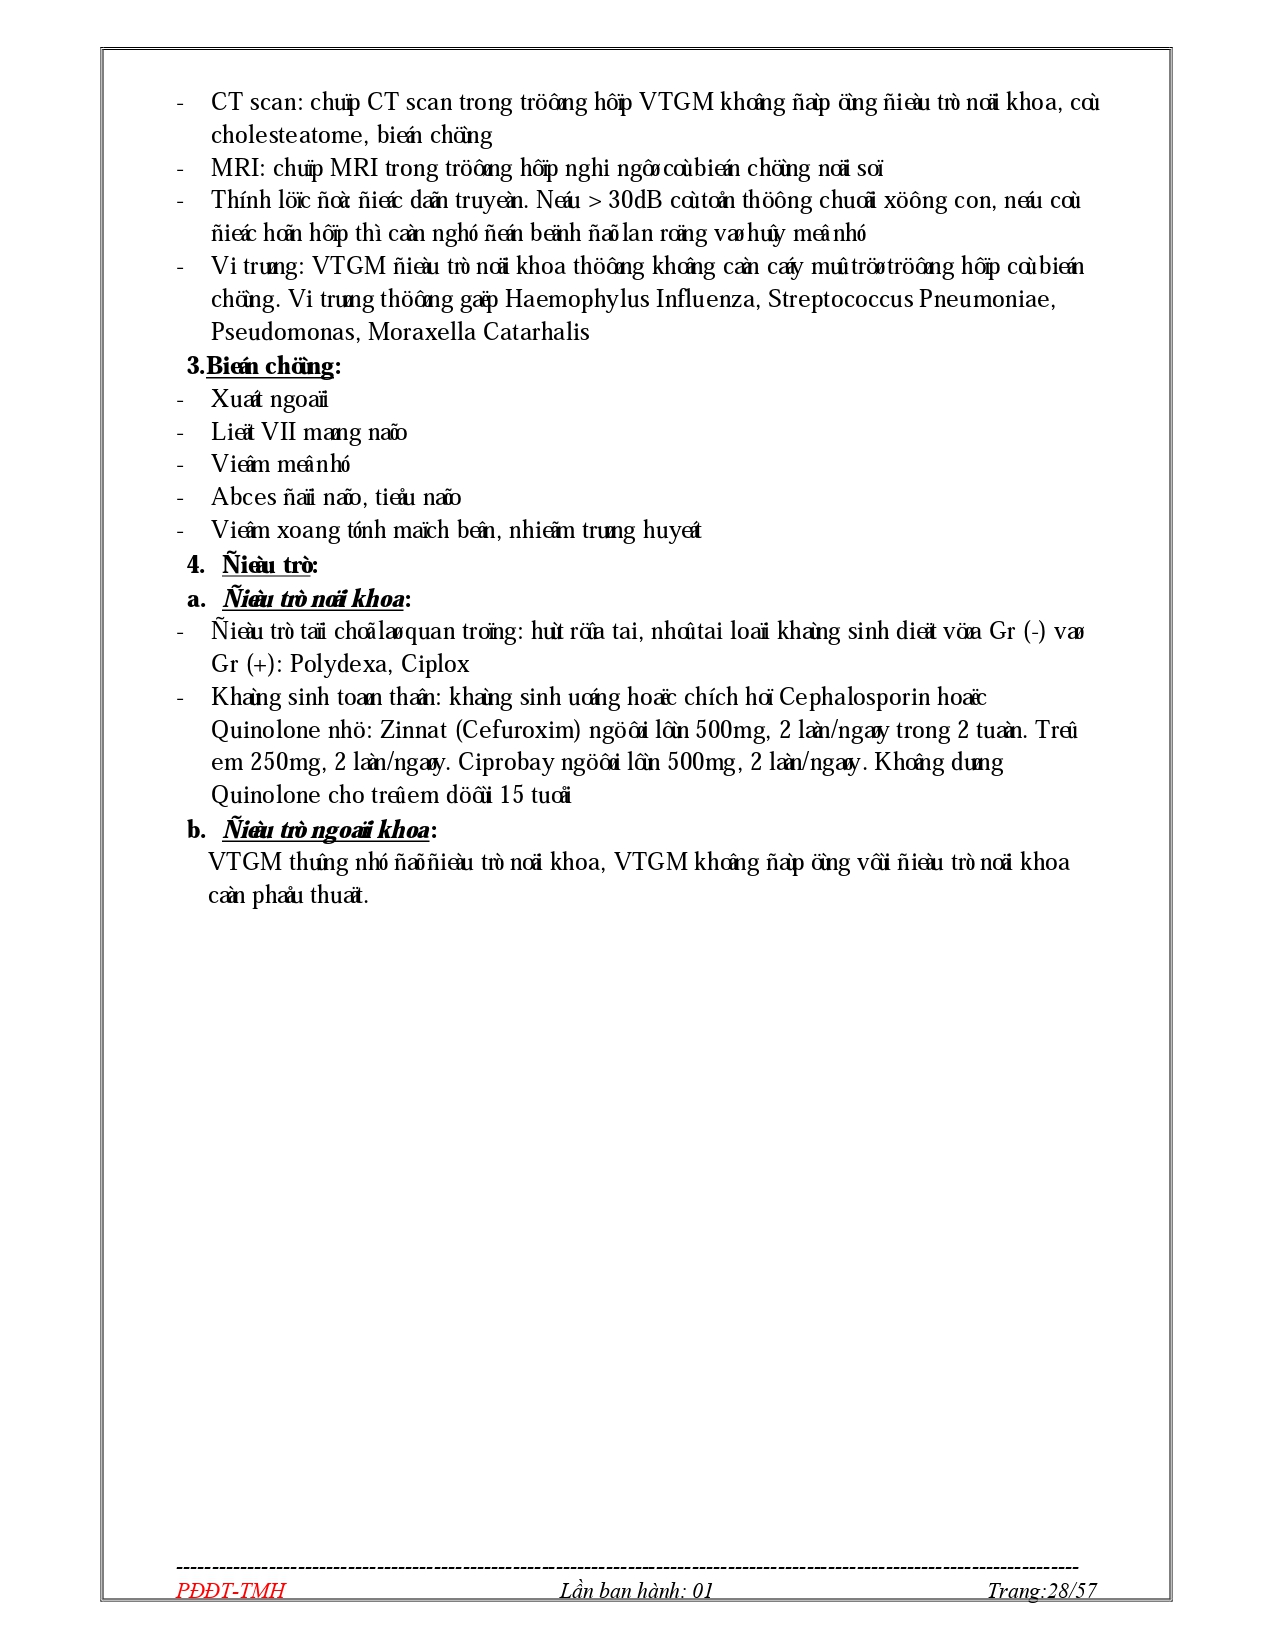 - CT scan: chuïp CT scan trong tröôøng hôïp VTGM khoâng ñaùp öùng ñieàu trò noäi khoa, coù
cholesteatome, bieán chöùng
- MRI: chuïp MRI trong tröôøng hôïp nghi ngôø coù bieán chöùng noäi soï
- Thính löïc ñoà: ñieác daãn truyeàn. Neáu > 30dB coù toån thöông chuoãi xöông con, neáu coù
ñieác hoãn hôïp thì caàn nghó ñeán beänh ñaõ lan roäng vaø huûy meâ nhó
- Vi truøng: VTGM ñieàu trò noäi khoa thöôøng khoâng caàn caáy muû tröø tröôøng hôïp coù bieán
chöùng. Vi truøng thöôøng gaëp Haemophylus Influenza, Streptococcus Pneumoniae,
Pseudomonas, Moraxella Catarhalis
3.Bieán chöùng:
- Xuaát ngoaïi
- Lieät VII maøng naõo
- Vieâm meâ nhó
- Abces ñaïi naõo, tieåu naõo
- Vieâm xoang tónh maïch beân, nhieãm truøng huyeát
4. Ñieàu trò:
a. Ñieàu trò noäi khoa:
- Ñieàu trò taïi choã laø quan troïng: huùt röûa tai, nhoû tai loaïi khaùng sinh dieät vöøa Gr (-) vaø
Gr (+): Polydexa, Ciplox
- Khaùng sinh toaøn thaân: khaùng sinh uoáng hoaëc chích hoï Cephalosporin hoaëc
Quinolone nhö: Zinnat (Cefuroxim) ngöôøi lôùn 500mg, 2 laàn/ngaøy trong 2 tuaàn. Treû
em 250mg, 2 laàn/ngaøy. Ciprobay ngöôøi lôùn 500mg, 2 laàn/ngaøy. Khoâng duøng
Quinolone cho treû em döôùi 15 tuoåi
b. Ñieàu trò ngoaïi khoa:
VTGM thuûng nhó ñaõ ñieàu trò noäi khoa, VTGM khoâng ñaùp öùng vôùi ñieàu trò noäi khoa
caàn phaåu thuaät.
PĐĐT-TMH Lần ban hành: 01 Trang:28/57